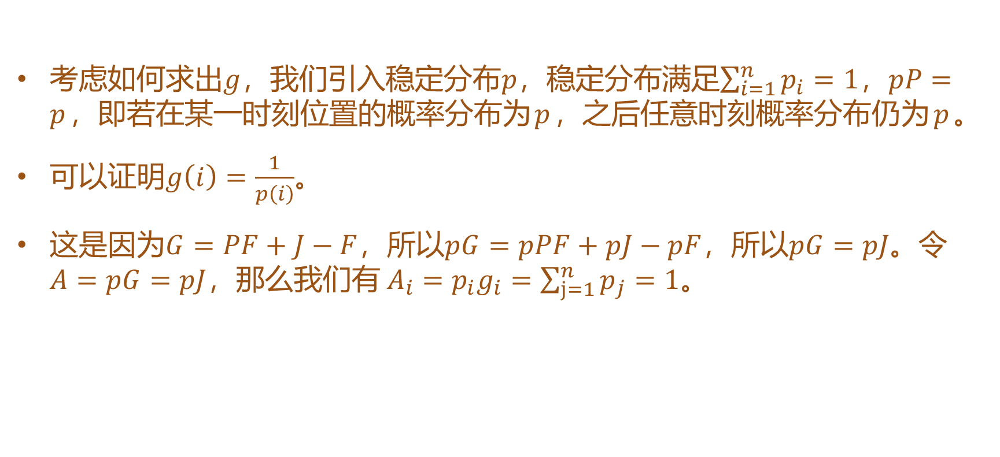 • 考虑如何求出$g$，我们引入稳定分布$p$，稳定分布满足$\sum_{i=1}^{n} p_i = 1$，$pP =$
$p$，即若在某一时刻位置的概率分布为$p$，之后任意时刻概率分布仍为$p$。
• 可以证明$g(i) = \frac{1}{p(i)}$。
• 这是因为$G = PF + J - F$，所以$pG = pPF + pJ - pF$，所以$pG = pJ$。令
$A = pG = pJ$，那么我们有 $A_i = p_i g_i = \sum_{j=1}^{n} p_j = 1$。